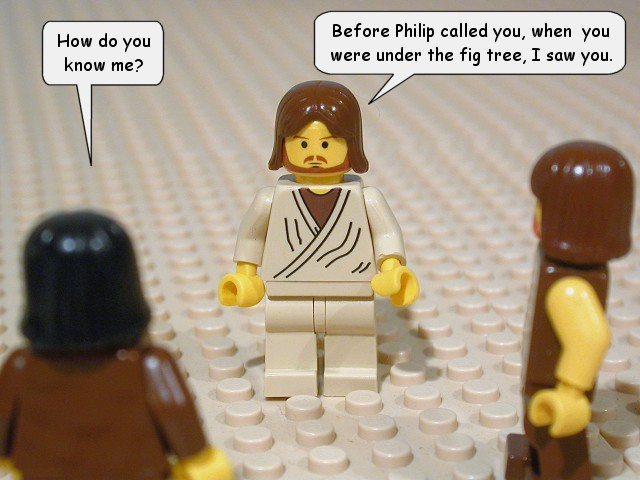 How do you
know me?
Before Philip called you, when you
were under the fig tree, I saw you.